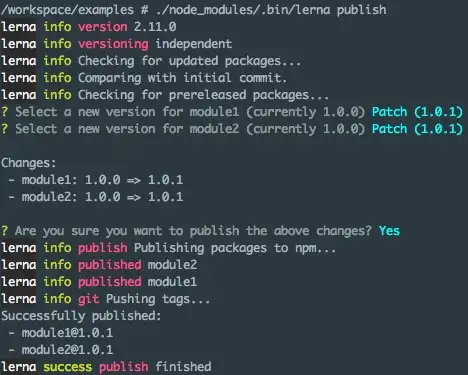 /workspace/examples # ./node_modules/.bin/lerna publish
lerna info version 2.11.0
lerna info versioning independent
lerna info Checking for updated packages...
lerna info Comparing with initial commit.
lerna info Checking for prereleased packages...
? Select a new version for module1 (currently 1.0.0) Patch (1.0.1)
? Select a new version for module2 (currently 1.0.0) Patch (1.0.1)
Changes:
- module1: 1.0.0 => 1.0.1
- module2: 1.0.0 => 1.0.1
? Are you sure you want to publish the above changes? Yes
lerna info publish Publishing packages to npm...
lerna info published module2
lerna info published module1
lerna info git Pushing tags...
Successfully published:
- module1@1.0.1
- module2@1.0.1
lerna success publish finished